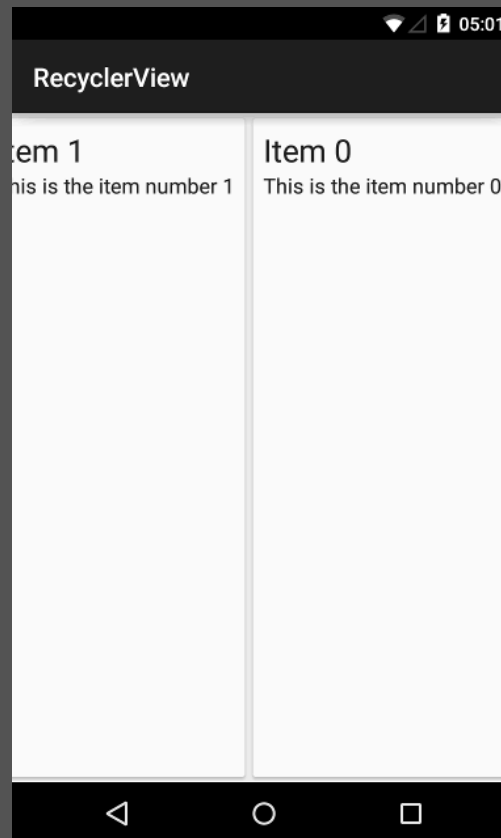 05:01
RecyclerView
tem 1
his is the item number 1
Item 0
This is the item number 0